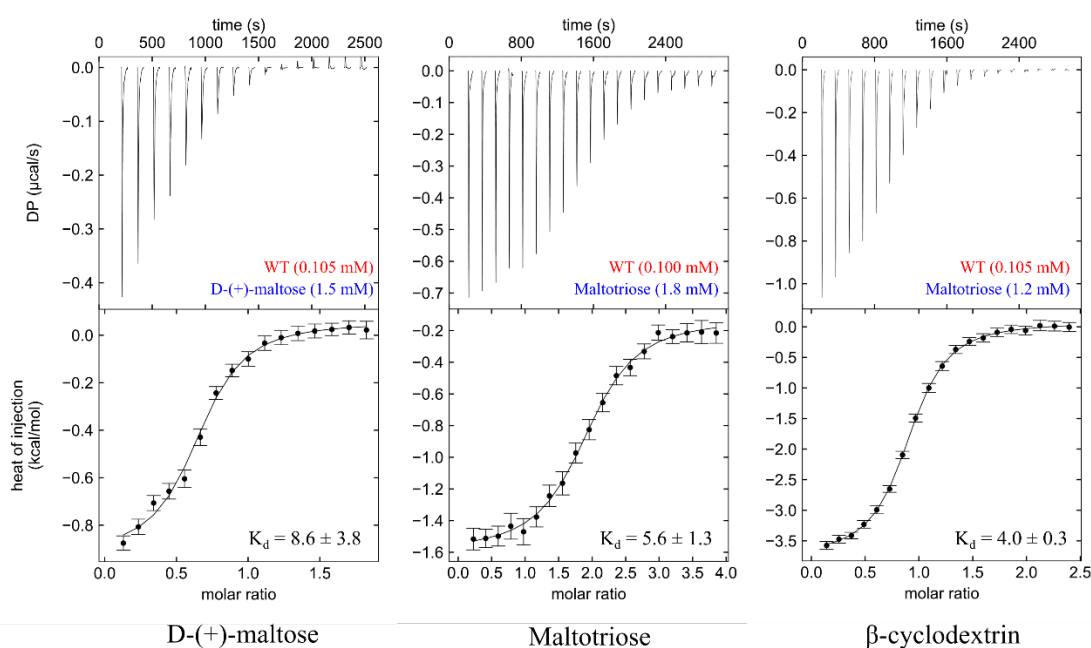 time (s)
0 500 1000 1500 2000 2500
0.0
−0.1
−0.2
−0.3
−0.4
DP (μcal/s)
WT (0.105 mM)
D-(+)-maltose (1.5 mM)
0.0
−0.2
−0.4
−0.6
−0.8
heat of injection
(kcal/mol)
K_d = 8.6 ± 3.8
0.0 0.5 1.0 1.5
molar ratio
D-(+)-maltose
time (s)
0 800 1600 2400
0.0
−0.1
−0.2
−0.3
−0.4
−0.5
−0.6
−0.7
WT (0.100 mM)
Maltotriose (1.8 mM)
−0.2
−0.4
−0.6
−0.8
−1.0
−1.2
−1.4
−1.6
K_d = 5.6 ± 1.3
0.0 0.5 1.0 1.5 2.0 2.5 3.0 3.5 4.0
molar ratio
Maltotriose
time (s)
0 800 1600 2400
0.0
−0.2
−0.4
−0.6
−0.8
−1.0
WT (0.105 mM)
Maltotriose (1.2 mM)
0.0
−0.5
−1.0
−1.5
−2.0
−2.5
−3.0
−3.5
K_d = 4.0 ± 0.3
0.0 0.5 1.0 1.5 2.0 2.5
molar ratio
β-cyclodextrin